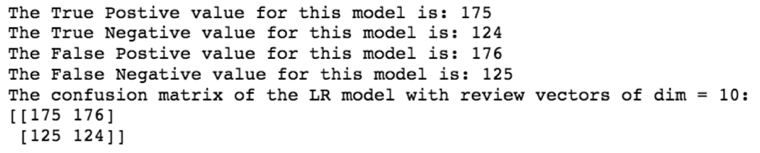 The True Postive value for this model is: 175
The True Negative value for this model is: 124
The False Postive value for this model is: 176
The False Negative value for this model is: 125
The confusion matrix of the LR model with review vectors of dim = 10:
[[175 176]
 [125 124]]